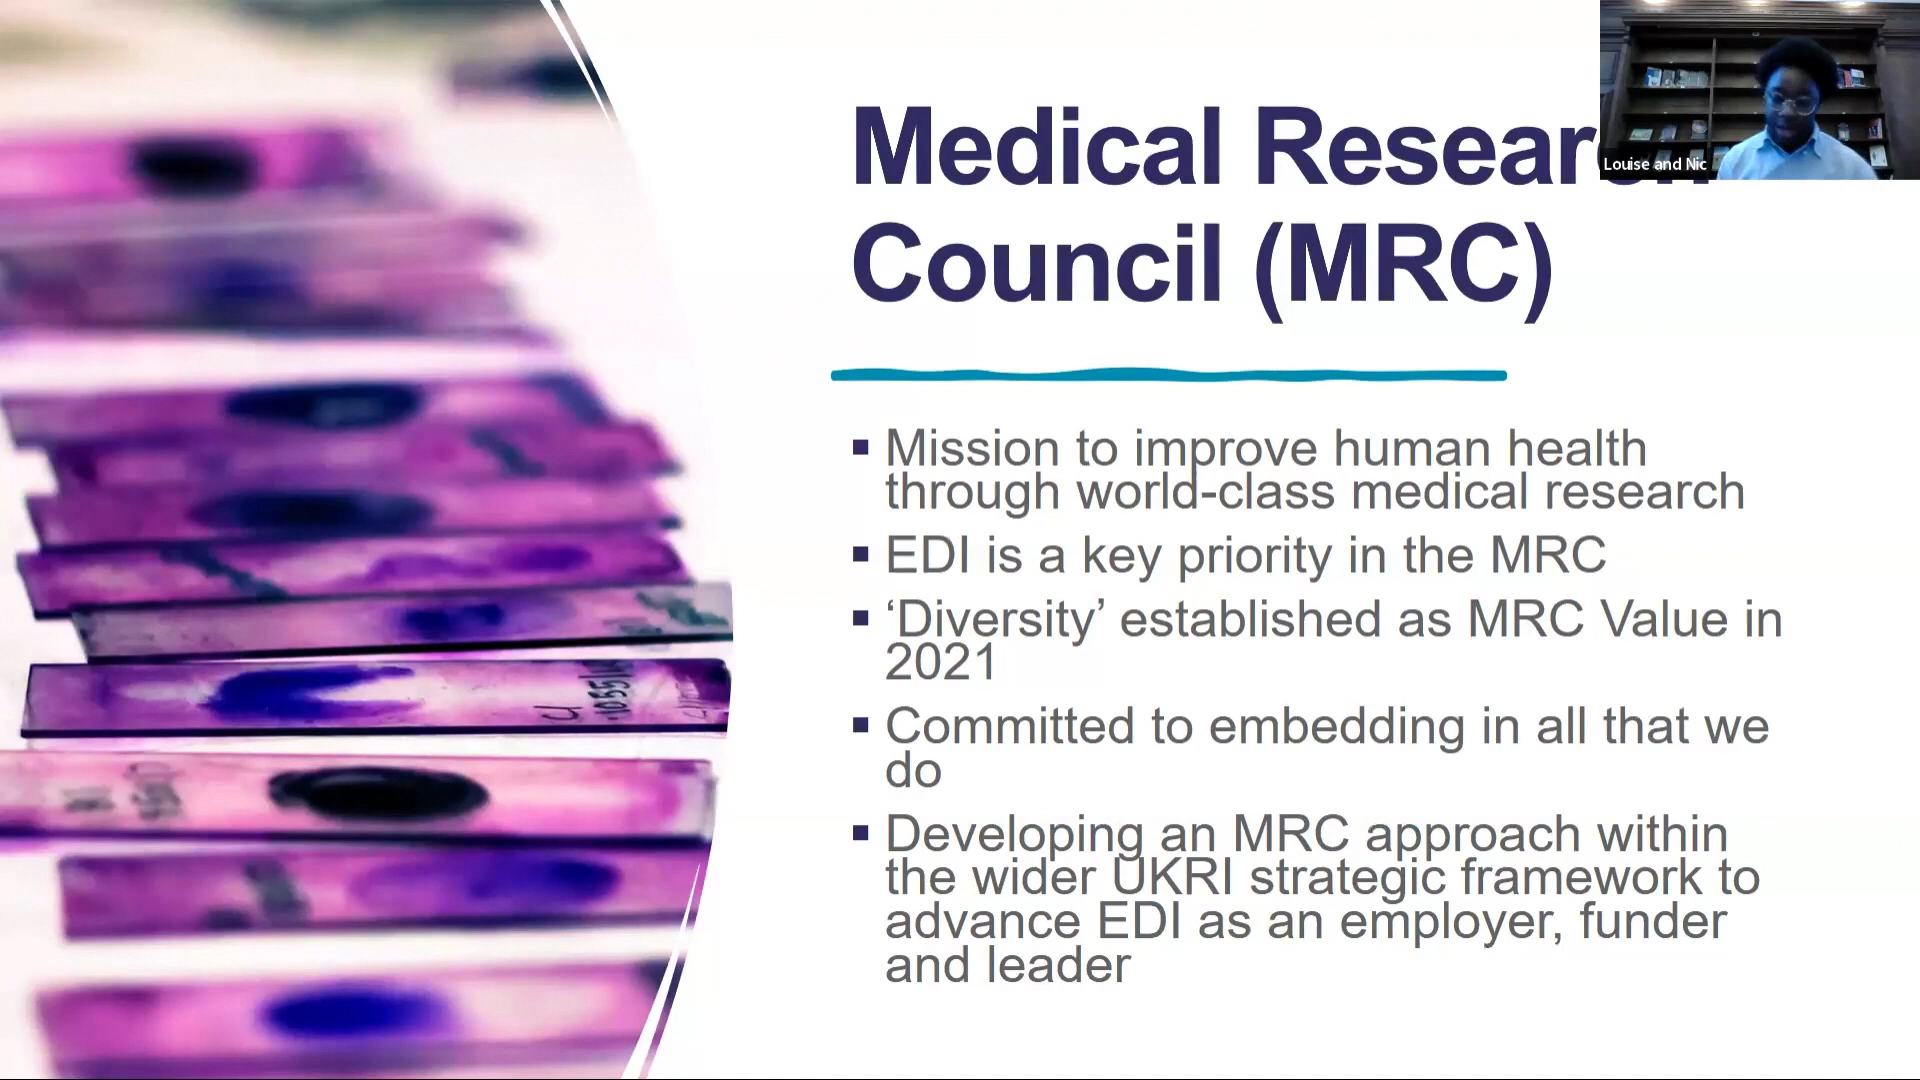 Medical Research
Council (MRC)
Louise and Nic
▪ Mission to improve human health
through world-class medical research
▪ EDI is a key priority in the MRC
▪ ‘Diversity’ established as MRC Value in
2021
▪ Committed to embedding in all that we
do
▪ Developing an MRC approach within
the wider UKRI strategic framework to
advance EDI as an employer, funder
and leader